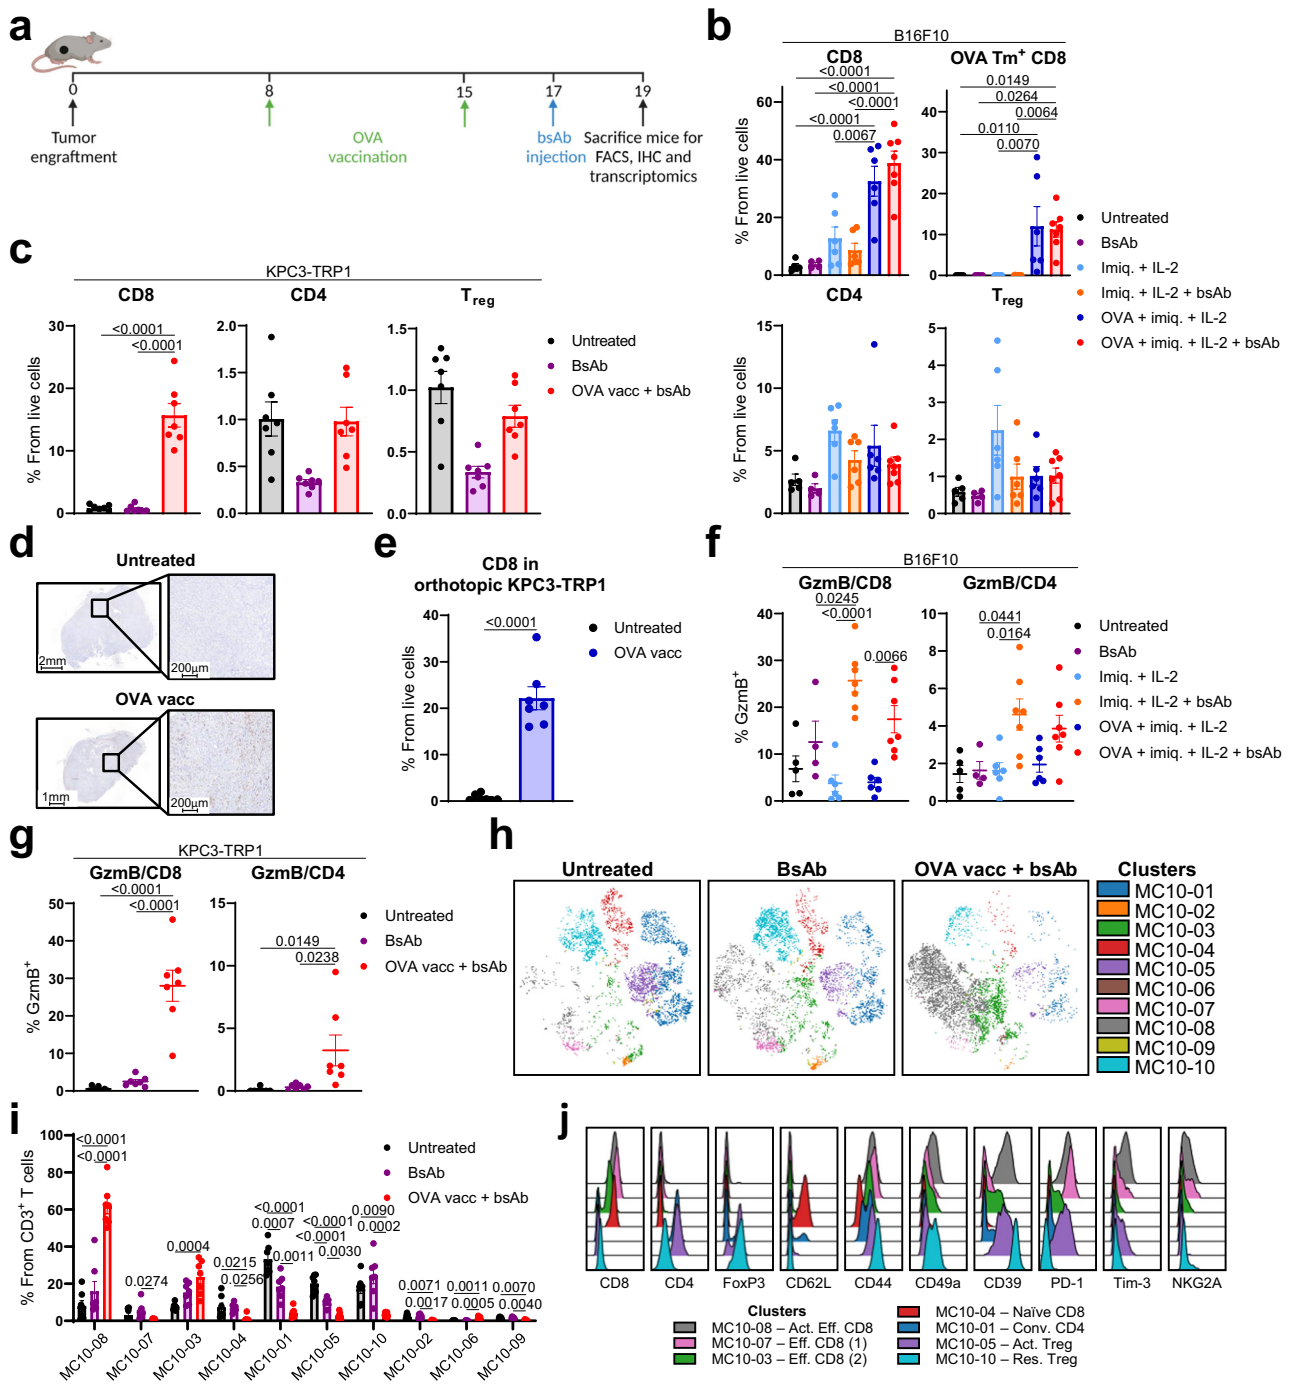 a
0
8
15
17
19
Tumor
engraftment
OVA
vaccination
bsAb
injection
Sacrifice mice for
FACS, IHC and
transcriptomics
b
B16F10
CD8
<0.0001
<0.0001
<0.0001
<0.0001
0.0067
% From live cells
60
40
20
0
OVA Tm⁺ CD8
0.0149
0.0264
0.0064
0.0110
0.0070
40
30
20
10
0
CD4
% From live cells
15
10
5
0
Treg
5
4
3
2
1
0
Untreated
BsAb
Imiq. + IL-2
Imiq. + IL-2 + bsAb
OVA + imiq. + IL-2
OVA + imiq. + IL-2 + bsAb
c
KPC3-TRP1
CD8
<0.0001
<0.0001
% From live cells
30
20
10
0
CD4
2.0
1.5
1.0
0.5
0.0
Treg
1.5
1.0
0.5
0.0
Untreated
BsAb
OVA vacc + bsAb
d
Untreated
2mm
200µm
OVA vacc
1mm
200µm
e
CD8 in
orthotopic KPC3-TRP1
<0.0001
% From live cells
40
30
20
10
0
Untreated
OVA vacc
f
B16F10
GzmB/CD8
0.0245
<0.0001
0.0066
% GzmB⁺
40
30
20
10
0
GzmB/CD4
0.0441
0.0164
10
8
6
4
2
0
Untreated
BsAb
Imiq. + IL-2
Imiq. + IL-2 + bsAb
OVA + imiq. + IL-2
OVA + imiq. + IL-2 + bsAb
g
KPC3-TRP1
GzmB/CD8
<0.0001
<0.0001
% GzmB⁺
50
40
30
20
10
0
GzmB/CD4
0.0149
0.0238
15
10
5
0
Untreated
BsAb
OVA vacc + bsAb
h
Untreated
BsAb
OVA vacc + bsAb
Clusters
MC10-01
MC10-02
MC10-03
MC10-04
MC10-05
MC10-06
MC10-07
MC10-08
MC10-09
MC10-10
i
% From CD3⁺ T cells
100
80
60
40
20
0
<0.0001
<0.0001
0.0274
0.0004
0.0215
0.0256
<0.0001
0.0007
0.0011
<0.0001
<0.0001
0.0030
0.0090
0.0002
0.0071
0.0017
0.0011
0.0005
0.0070
0.0040
Untreated
BsAb
OVA vacc + bsAb
MC10-08
MC10-07
MC10-03
MC10-04
MC10-01
MC10-05
MC10-10
MC10-02
MC10-06
MC10-09
j
CD8
CD4
FoxP3
CD62L
CD44
CD49a
CD39
PD-1
Tim-3
NKG2A
Clusters
MC10-08 – Act. Eff. CD8
MC10-07 – Eff. CD8 (1)
MC10-03 – Eff. CD8 (2)
MC10-04 – Naïve CD8
MC10-01 – Conv. CD4
MC10-05 – Act. Treg
MC10-10 – Res. Treg